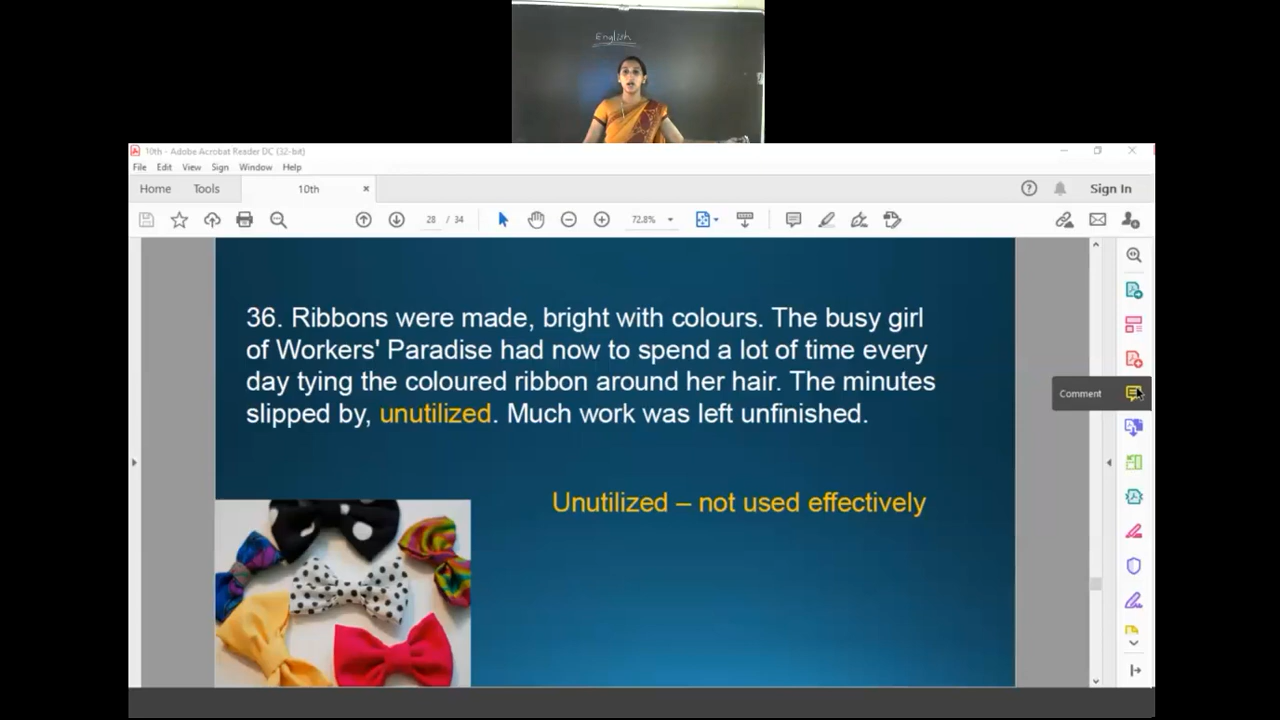 English
10th - Adobe Acrobat Reader DC (32-bit)
File Edit View Sign Window Help
Home Tools 10th Sign In
28 / 34 72.8%
36. Ribbons were made, bright with colours. The busy girl
of Workers' Paradise had now to spend a lot of time every
day tying the coloured ribbon around her hair. The minutes
slipped by, unutilized. Much work was left unfinished.
Comment
Unutilized – not used effectively